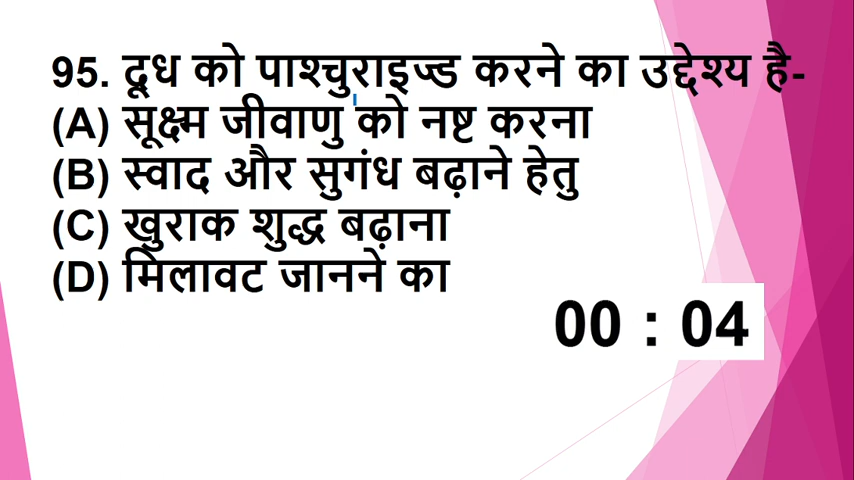 95. दूध को पाश्चुराइज्ड करने का उद्देश्य है-
(A) सूक्ष्म जीवाणु को नष्ट करना
(B) स्वाद और सुगंध बढ़ाने हेतु
(C) खुराक शुद्ध बढ़ाना
(D) मिलावट जानने का
00 : 04